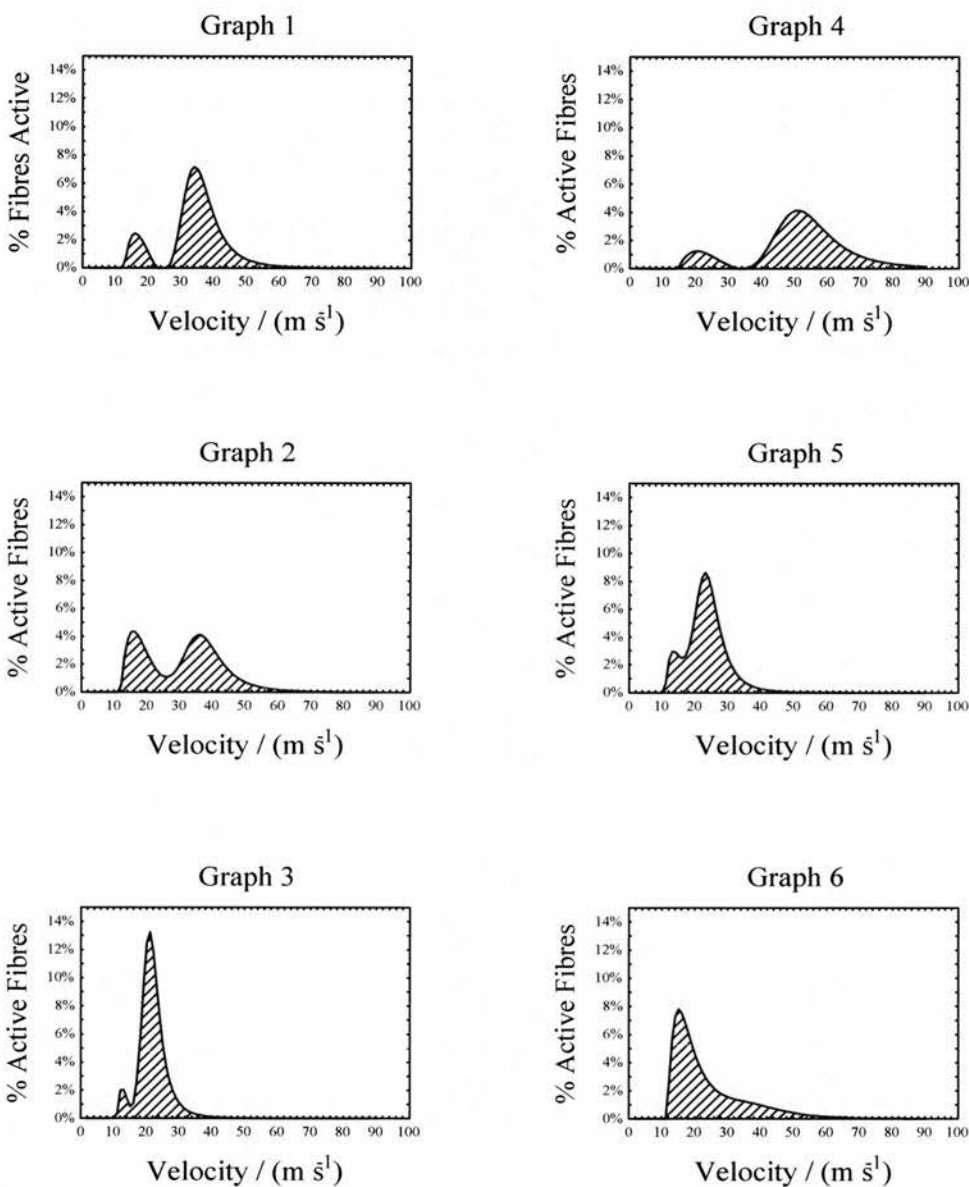 Graph 1
% Fibres Active
14%
12%
10%
8%
6%
4%
2%
0%
0 10 20 30 40 50 60 70 80 90 100
Velocity / (m s̄¹)
Graph 4
% Active Fibres
14%
12%
10%
8%
6%
4%
2%
0%
0 10 20 30 40 50 60 70 80 90 100
Velocity / (m s̄¹)
Graph 2
% Active Fibres
14%
12%
10%
8%
6%
4%
2%
0%
0 10 20 30 40 50 60 70 80 90 100
Velocity / (m s̄¹)
Graph 5
% Active Fibres
14%
12%
10%
8%
6%
4%
2%
0%
0 10 20 30 40 50 60 70 80 90 100
Velocity / (m s̄¹)
Graph 3
% Active Fibres
14%
12%
10%
8%
6%
4%
2%
0%
0 10 20 30 40 50 60 70 80 90 100
Velocity / (m s̄¹)
Graph 6
% Active Fibres
14%
12%
10%
8%
6%
4%
2%
0%
0 10 20 30 40 50 60 70 80 90 100
Velocity / (m s̄¹)